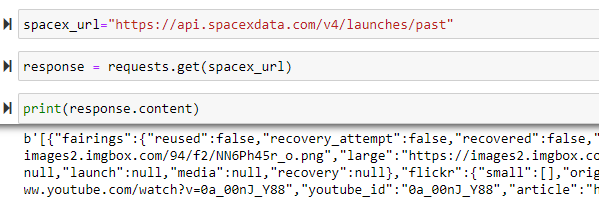 spacex_url="https://api.spacexdata.com/v4/launches/past"
response = requests.get(spacex_url)
print(response.content)
b'[{"fairings":{"reused":false,"recovery_attempt":false,"recovered":false,"
images2.imgbox.com/94/f2/NN6Ph45r_o.png","large":"https://images2.imgbox.co
null,"launch":null,"media":null,"recovery":null},"flickr":{"small":[],"orig
ww.youtube.com/watch?v=0a_00nJ_Y88","youtube_id":"0a_00nJ_Y88","article":"h